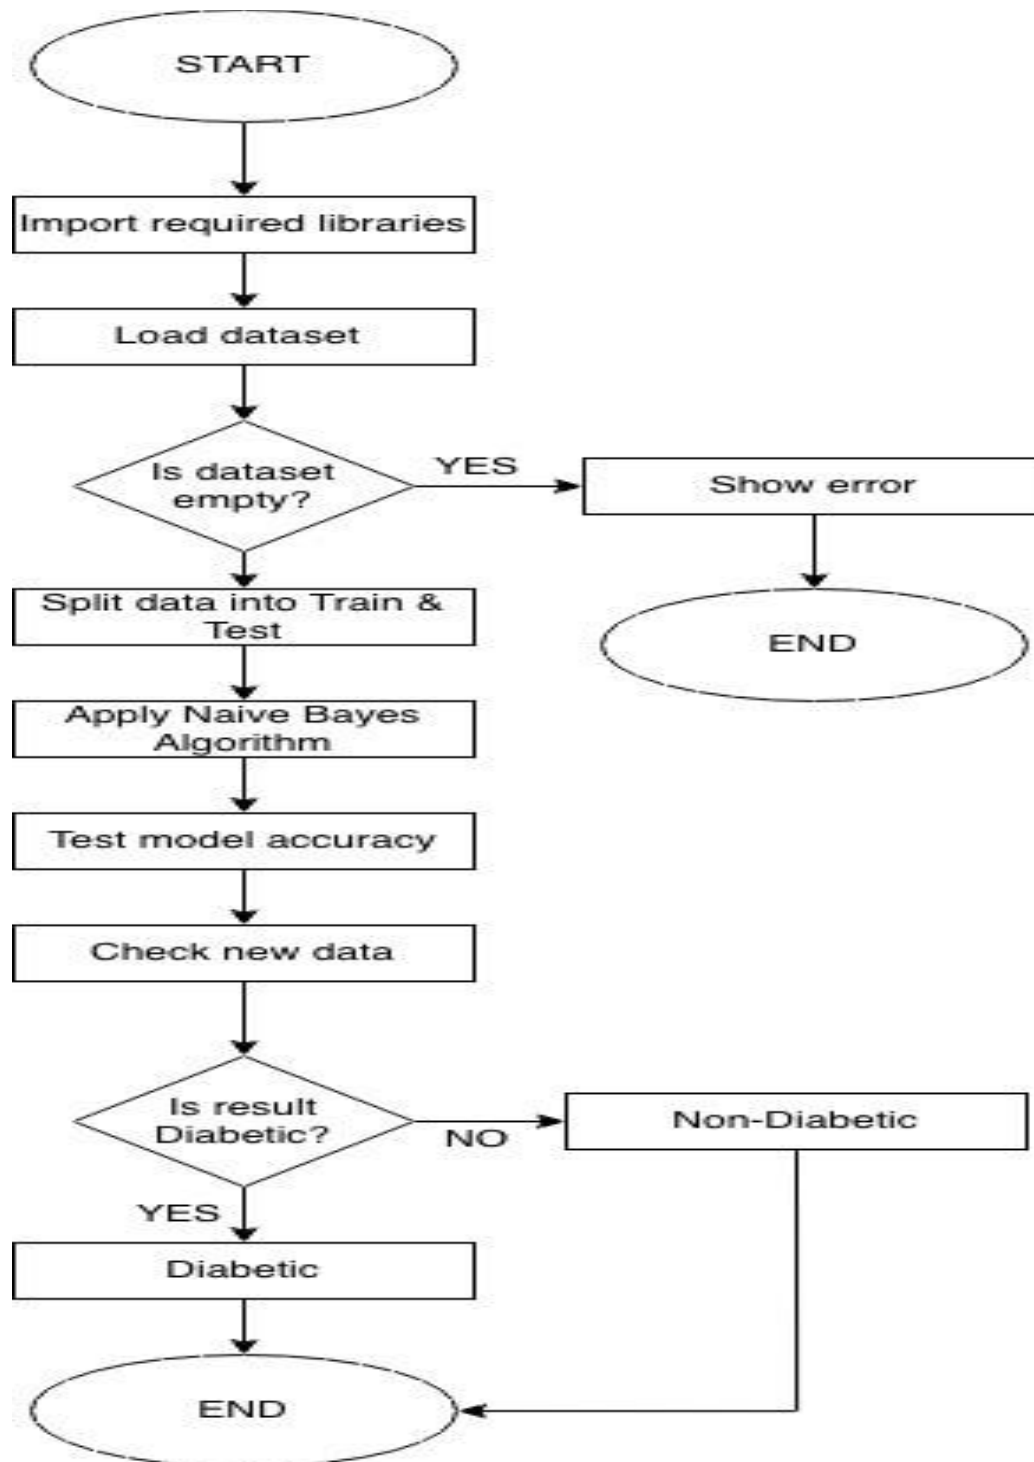 START
Import required libraries
Load dataset
Is dataset
empty?
YES
Show error
END
Split data into Train &
Test
Apply Naive Bayes
Algorithm
Test model accuracy
Check new data
Is result
Diabetic?
NO
Non-Diabetic
YES
Diabetic
END